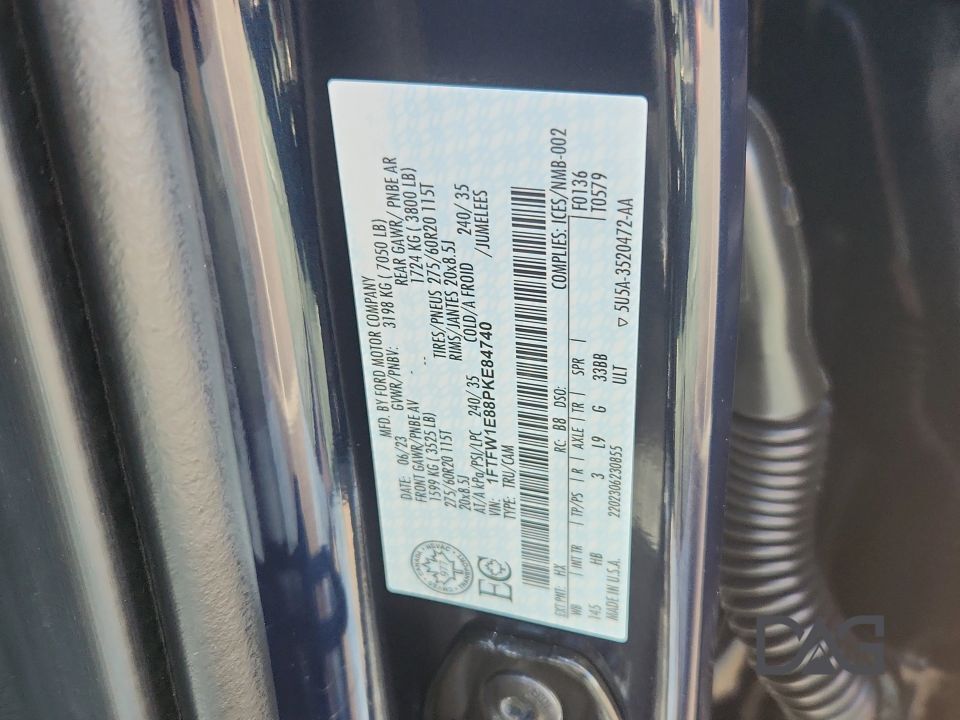 MFD. BY FORD MOTOR COMPANY
DATE: 06/23 GVWR/PNBV: 3198 KG ( 7050 LB)
FRONT GAWR/PNBE AV REAR GAWR/ PNBE AR
1599 KG ( 3525 LB) 1724 KG ( 3800 LB)
275/60R20 115T TIRES/PNEUS 275/60R20 115T
20x8.5J RIMS/JANTES 20x8.5J
AT/A kPa/PSI/LPC 240/ 35 COLD/A FROID 240/ 35
VIN: 1FTFW1E88PKE84740 /JUMELEES
TYPE: TRU/CAM
EC
COMPLIES: ICES/NMB-002
EXT PNT: HX RC: B8 DSO: F0136
WB INT TR TP/PS R AXLE TR SPR T0579
145 HB 3 L9 G 33BB
MADE IN U.S.A. 2202306230855 ULT
5U5A-3520472-AA
DAG